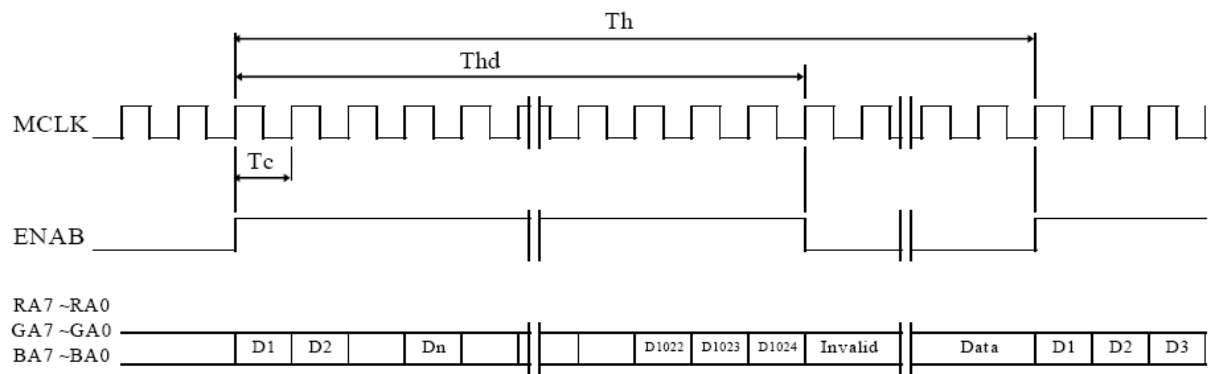 Th
Thd
MCLK
Tc
ENAB
RA7 ~RA0
GA7 ~GA0
BA7 ~BA0
D1 D2 Dn D1022 D1023 D1024 Invalid Data D1 D2 D3